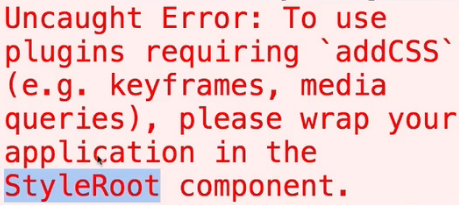 Uncaught Error: To use
plugins requiring `addCSS`
(e.g. keyframes, media
queries), please wrap your
application in the
StyleRoot component.